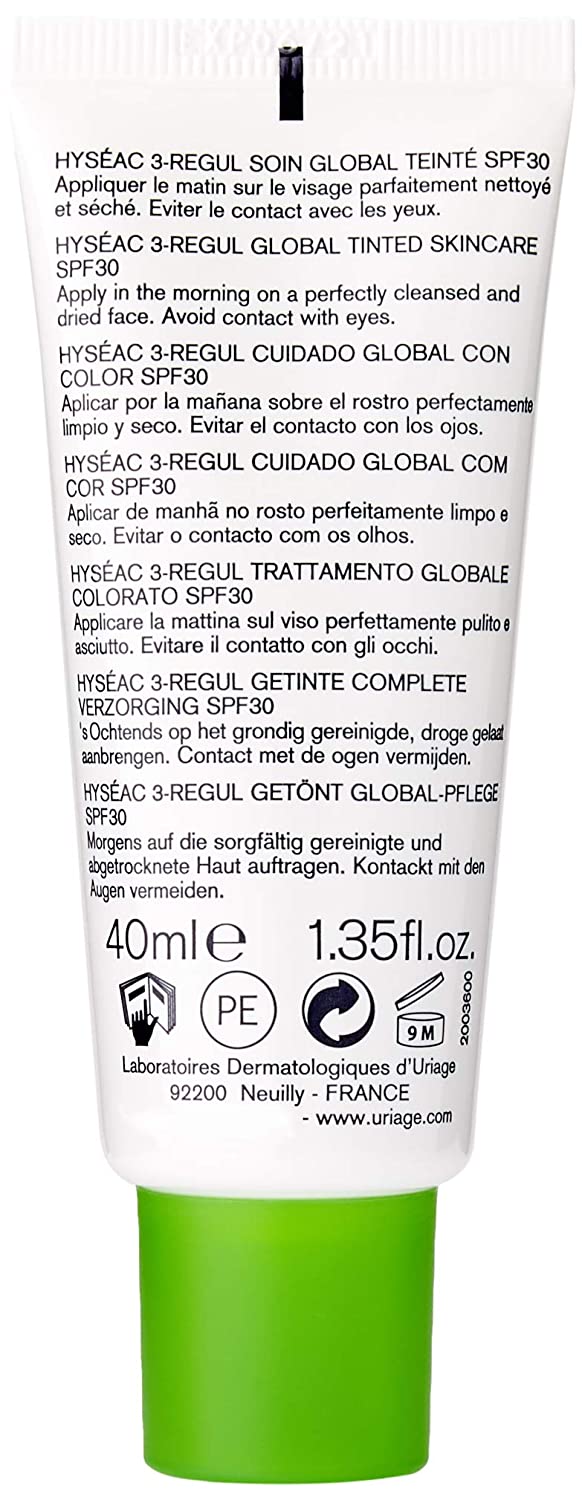 HYSÉAC 3-REGUL SOIN GLOBAL TEINTÉ SPF30
Appliquer le matin sur le visage parfaitement nettoyé
et séché. Eviter le contact avec les yeux.
HYSÉAC 3-REGUL GLOBAL TINTED SKINCARE
SPF30
Apply in the morning on a perfectly cleansed and
dried face. Avoid contact with eyes.
HYSÉAC 3-REGUL CUIDADO GLOBAL CON
COLOR SPF30
Aplicar por la mañana sobre el rostro perfectamente
limpio y seco. Evitar el contacto con los ojos.
HYSÉAC 3-REGUL CUIDADO GLOBAL COM
COR SPF30
Aplicar de manhã no rosto perfeitamente limpo e
seco. Evitar o contacto com os olhos.
HYSÉAC 3-REGUL TRATTAMENTO GLOBALE
COLORATO SPF30
Applicare la mattina sul viso perfettamente pulito e
asciutto. Evitare il contatto con gli occhi.
HYSÉAC 3-REGUL GETINTE COMPLETE
VERZORGING SPF30
'sOchtends op het grondig gereinigde, droge gelaat
aanbrengen. Contact met de ogen vermijden.
HYSÉAC 3-REGUL GETÖNT GLOBAL-PFLEGE
SPF30
Morgens auf die sorgfältig gereinigte und
abgetrocknete Haut auftragen. Kontackt mit den
Augen vermeiden.
40ml℮ 1.35fl.oz.
PE 9 M 2003600
Laboratoires Dermatologiques d'Uriage
92200 Neuilly - FRANCE
- www.uriage.com